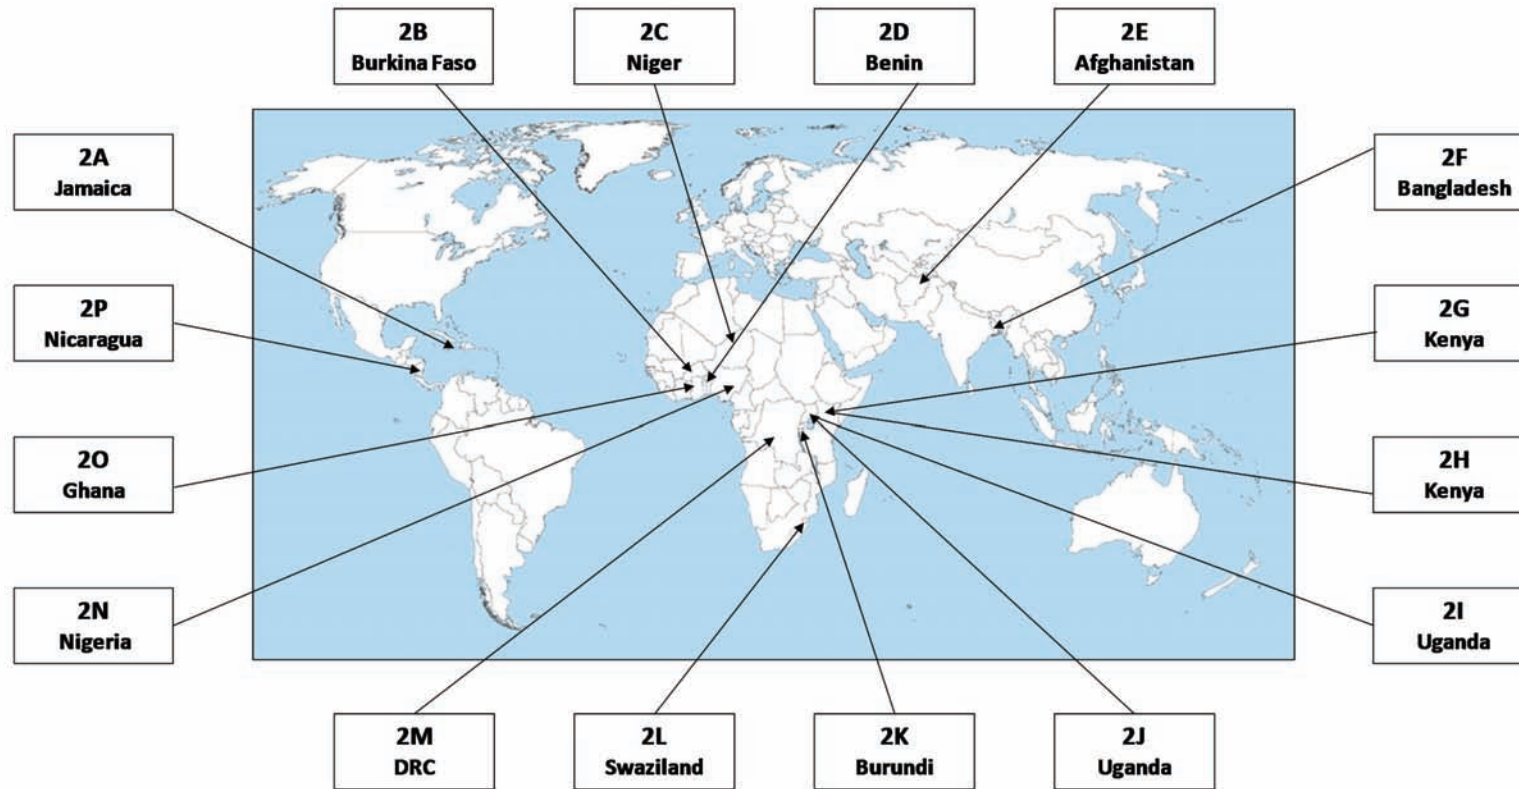 2B
Burkina Faso
2C
Niger
2D
Benin
2E
Afghanistan
2A
Jamaica
2F
Bangladesh
2P
Nicaragua
2G
Kenya
2O
Ghana
2H
Kenya
2N
Nigeria
2I
Uganda
2M
DRC
2L
Swaziland
2K
Burundi
2J
Uganda